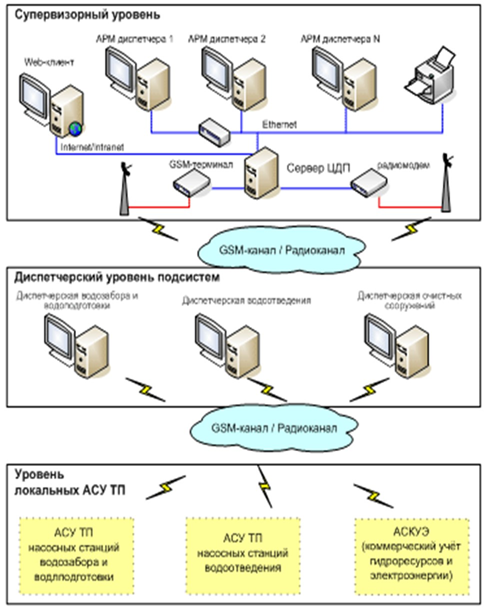 Супервизорный уровень
АРМ диспетчера 1
АРМ диспетчера 2
АРМ диспетчера N
Web-клиент
Ethernet
Internet/Intranet
GSM-терминал
Сервер ЦДП
радиомодем
GSM-канал / Радиоканал
Диспетчерский уровень подсистем
Диспетчерская водозабора и
водоподготовки
Диспетчерская водоотведения
Диспетчерская очистных
сооружений
GSM-канал / Радиоканал
Уровень
локальных АСУ ТП
АСУ ТП
насосных станций
водозабора и
водлподготовки
АСУ ТП
насосных станций
водоотведения
АСКУЭ
(коммерческий учёт
гидроресурсов и
электроэнергии)